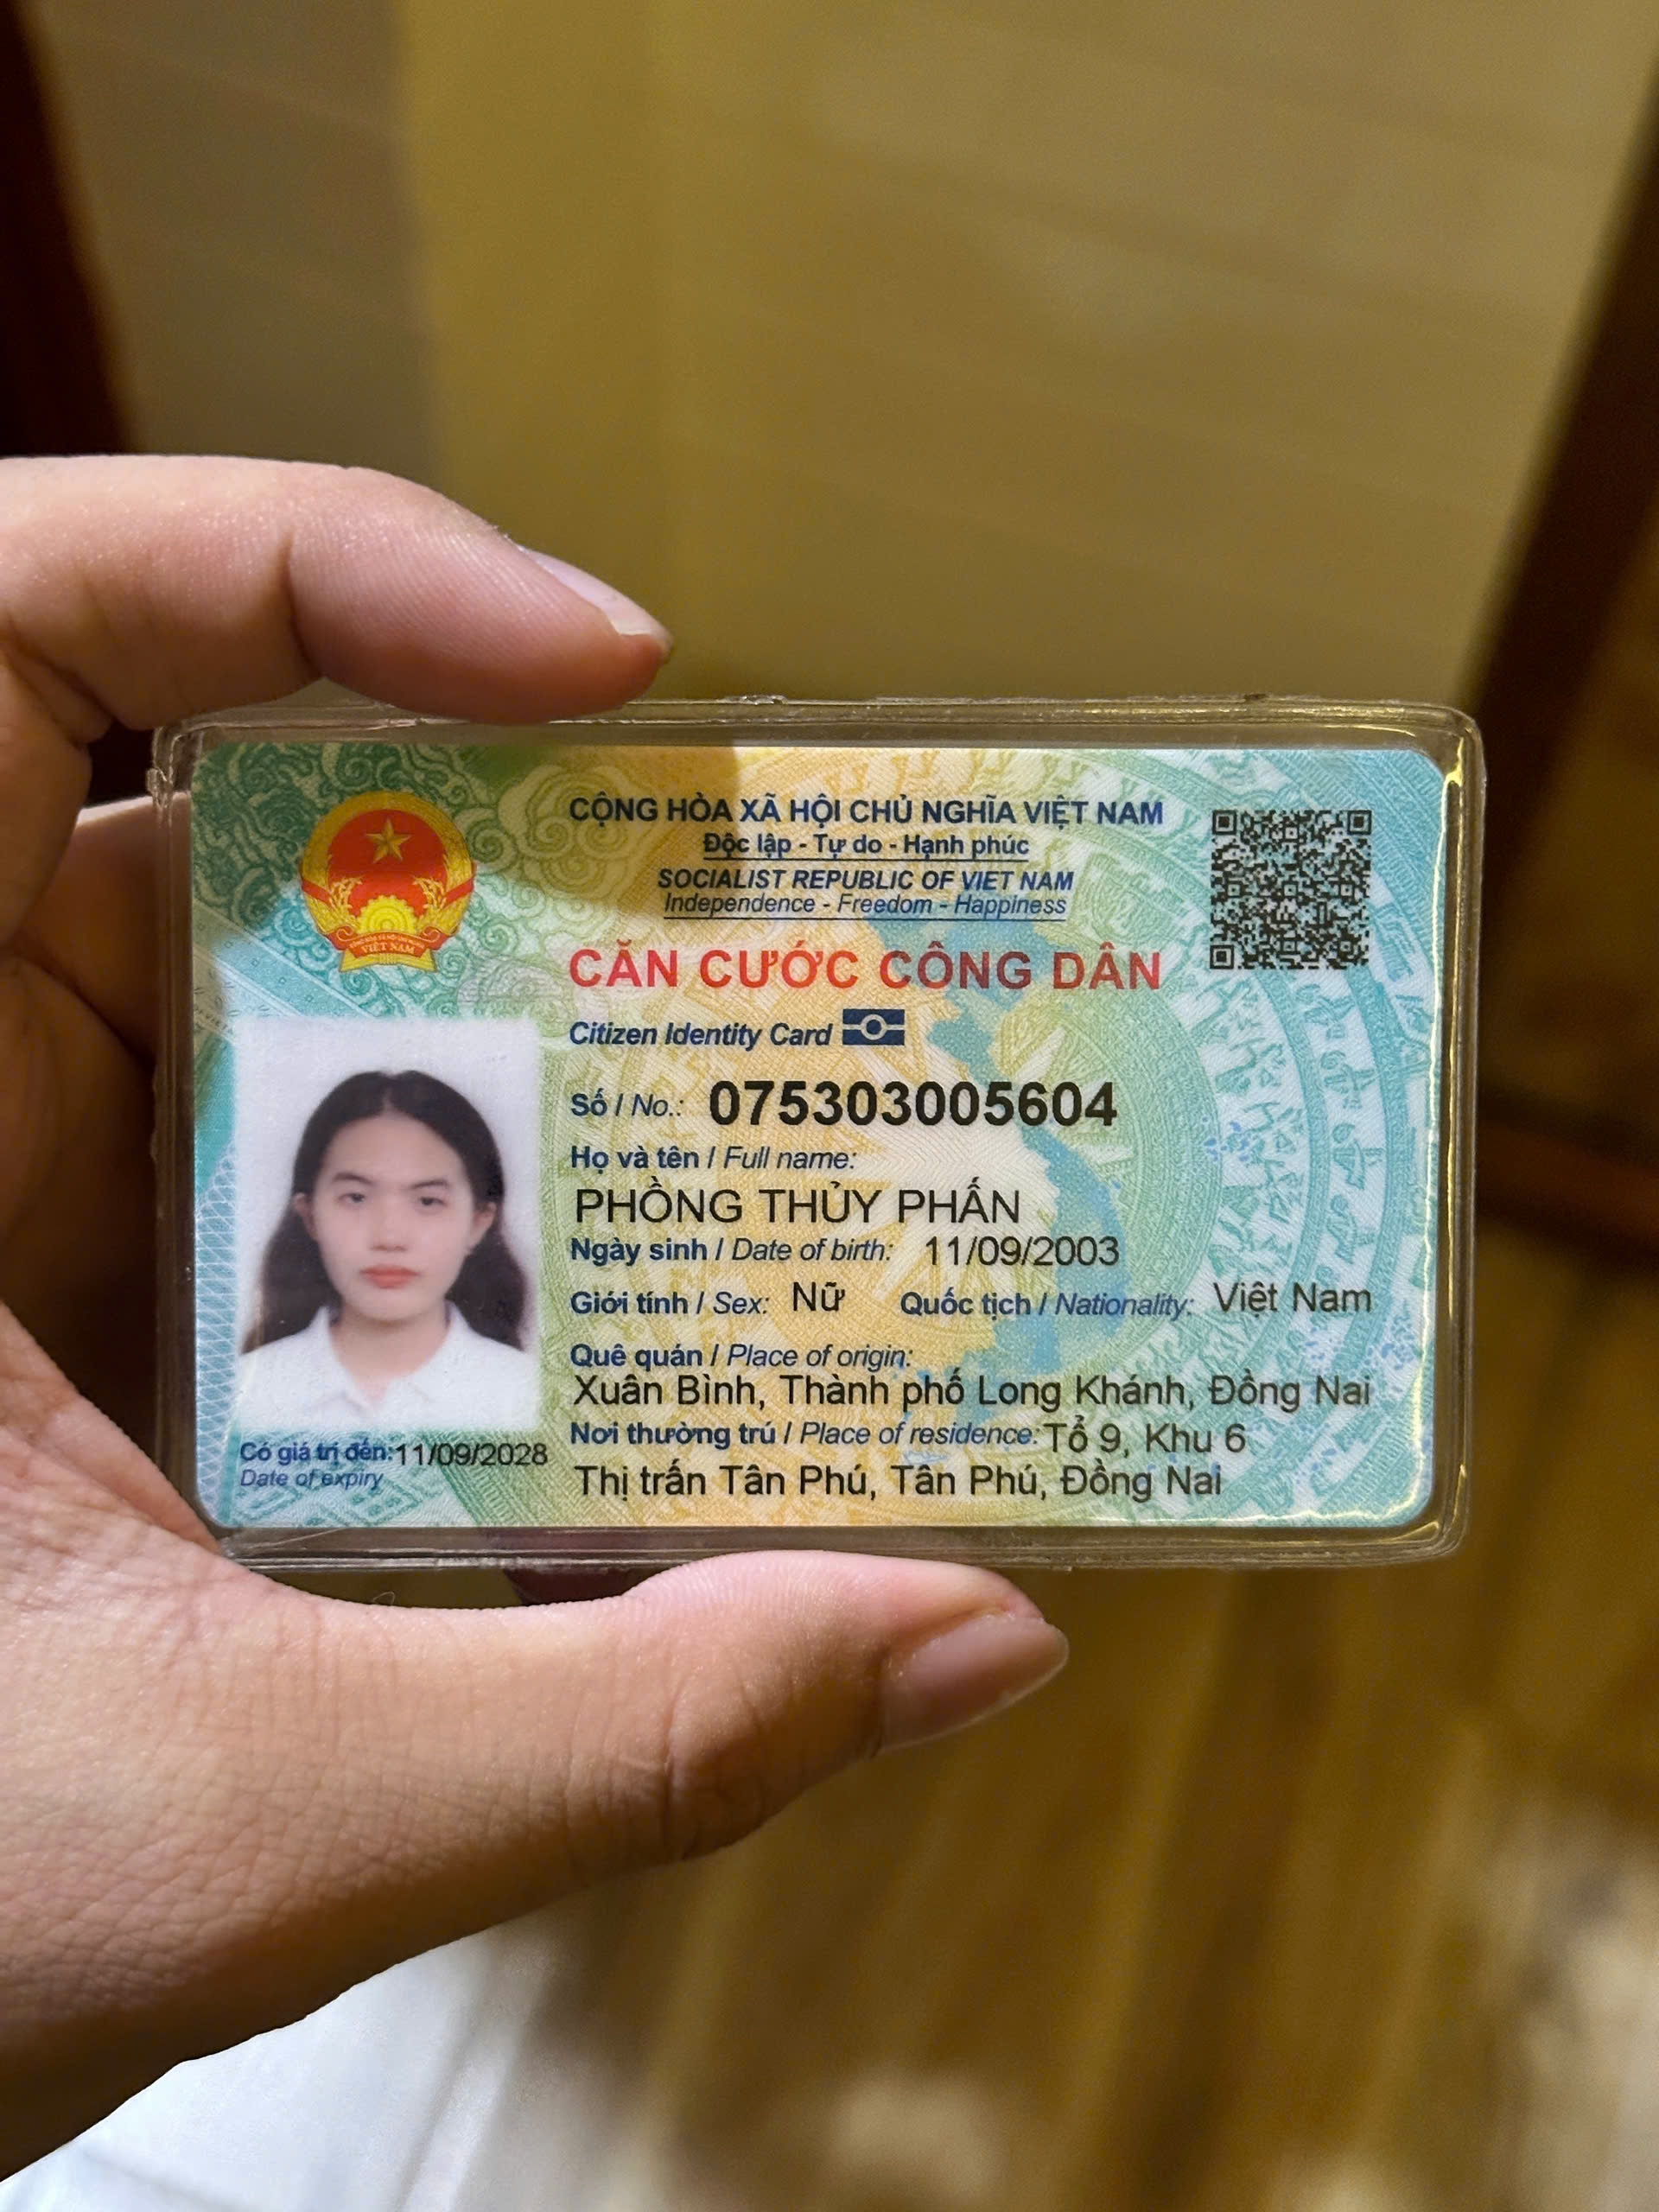 CỘNG HÒA XÃ HỘI CHỦ NGHĨA VIỆT NAM
Độc lập - Tự do - Hạnh phúc
SOCIALIST REPUBLIC OF VIET NAM
Independence - Freedom - Happiness
VIỆT NAM
CĂN CƯỚC CÔNG DÂN
Citizen Identity Card
Số / No.: 075303005604
Họ và tên / Full name:
PHỒNG THỦY PHẤN
Ngày sinh / Date of birth: 11/09/2003
Giới tính / Sex: Nữ Quốc tịch / Nationality: Việt Nam
Quê quán / Place of origin:
Xuân Bình, Thành phố Long Khánh, Đồng Nai
Nơi thường trú / Place of residence: Tổ 9, Khu 6
Thị trấn Tân Phú, Tân Phú, Đồng Nai
Có giá trị đến: 11/09/2028
Date of expiry